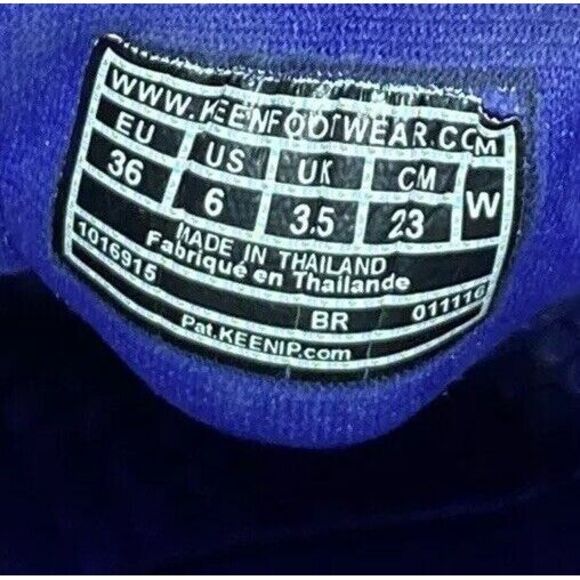 WWW.KEENFOOTWEAR.COM
EU US UK CM W
36 6 3.5 23
MADE IN THAILAND
Fabriqué en Thaïlande
1016915 BR 011116
Pat.KEENIP.com